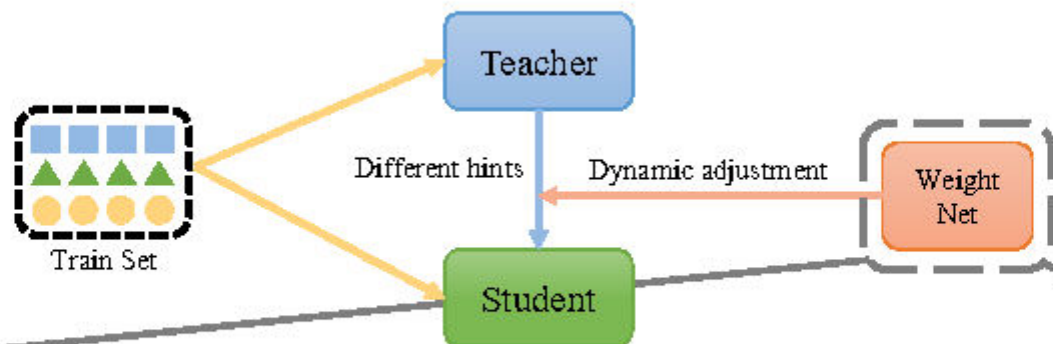 Teacher
Different hints
Dynamic adjustment
Weight
Net
Train Set
Student